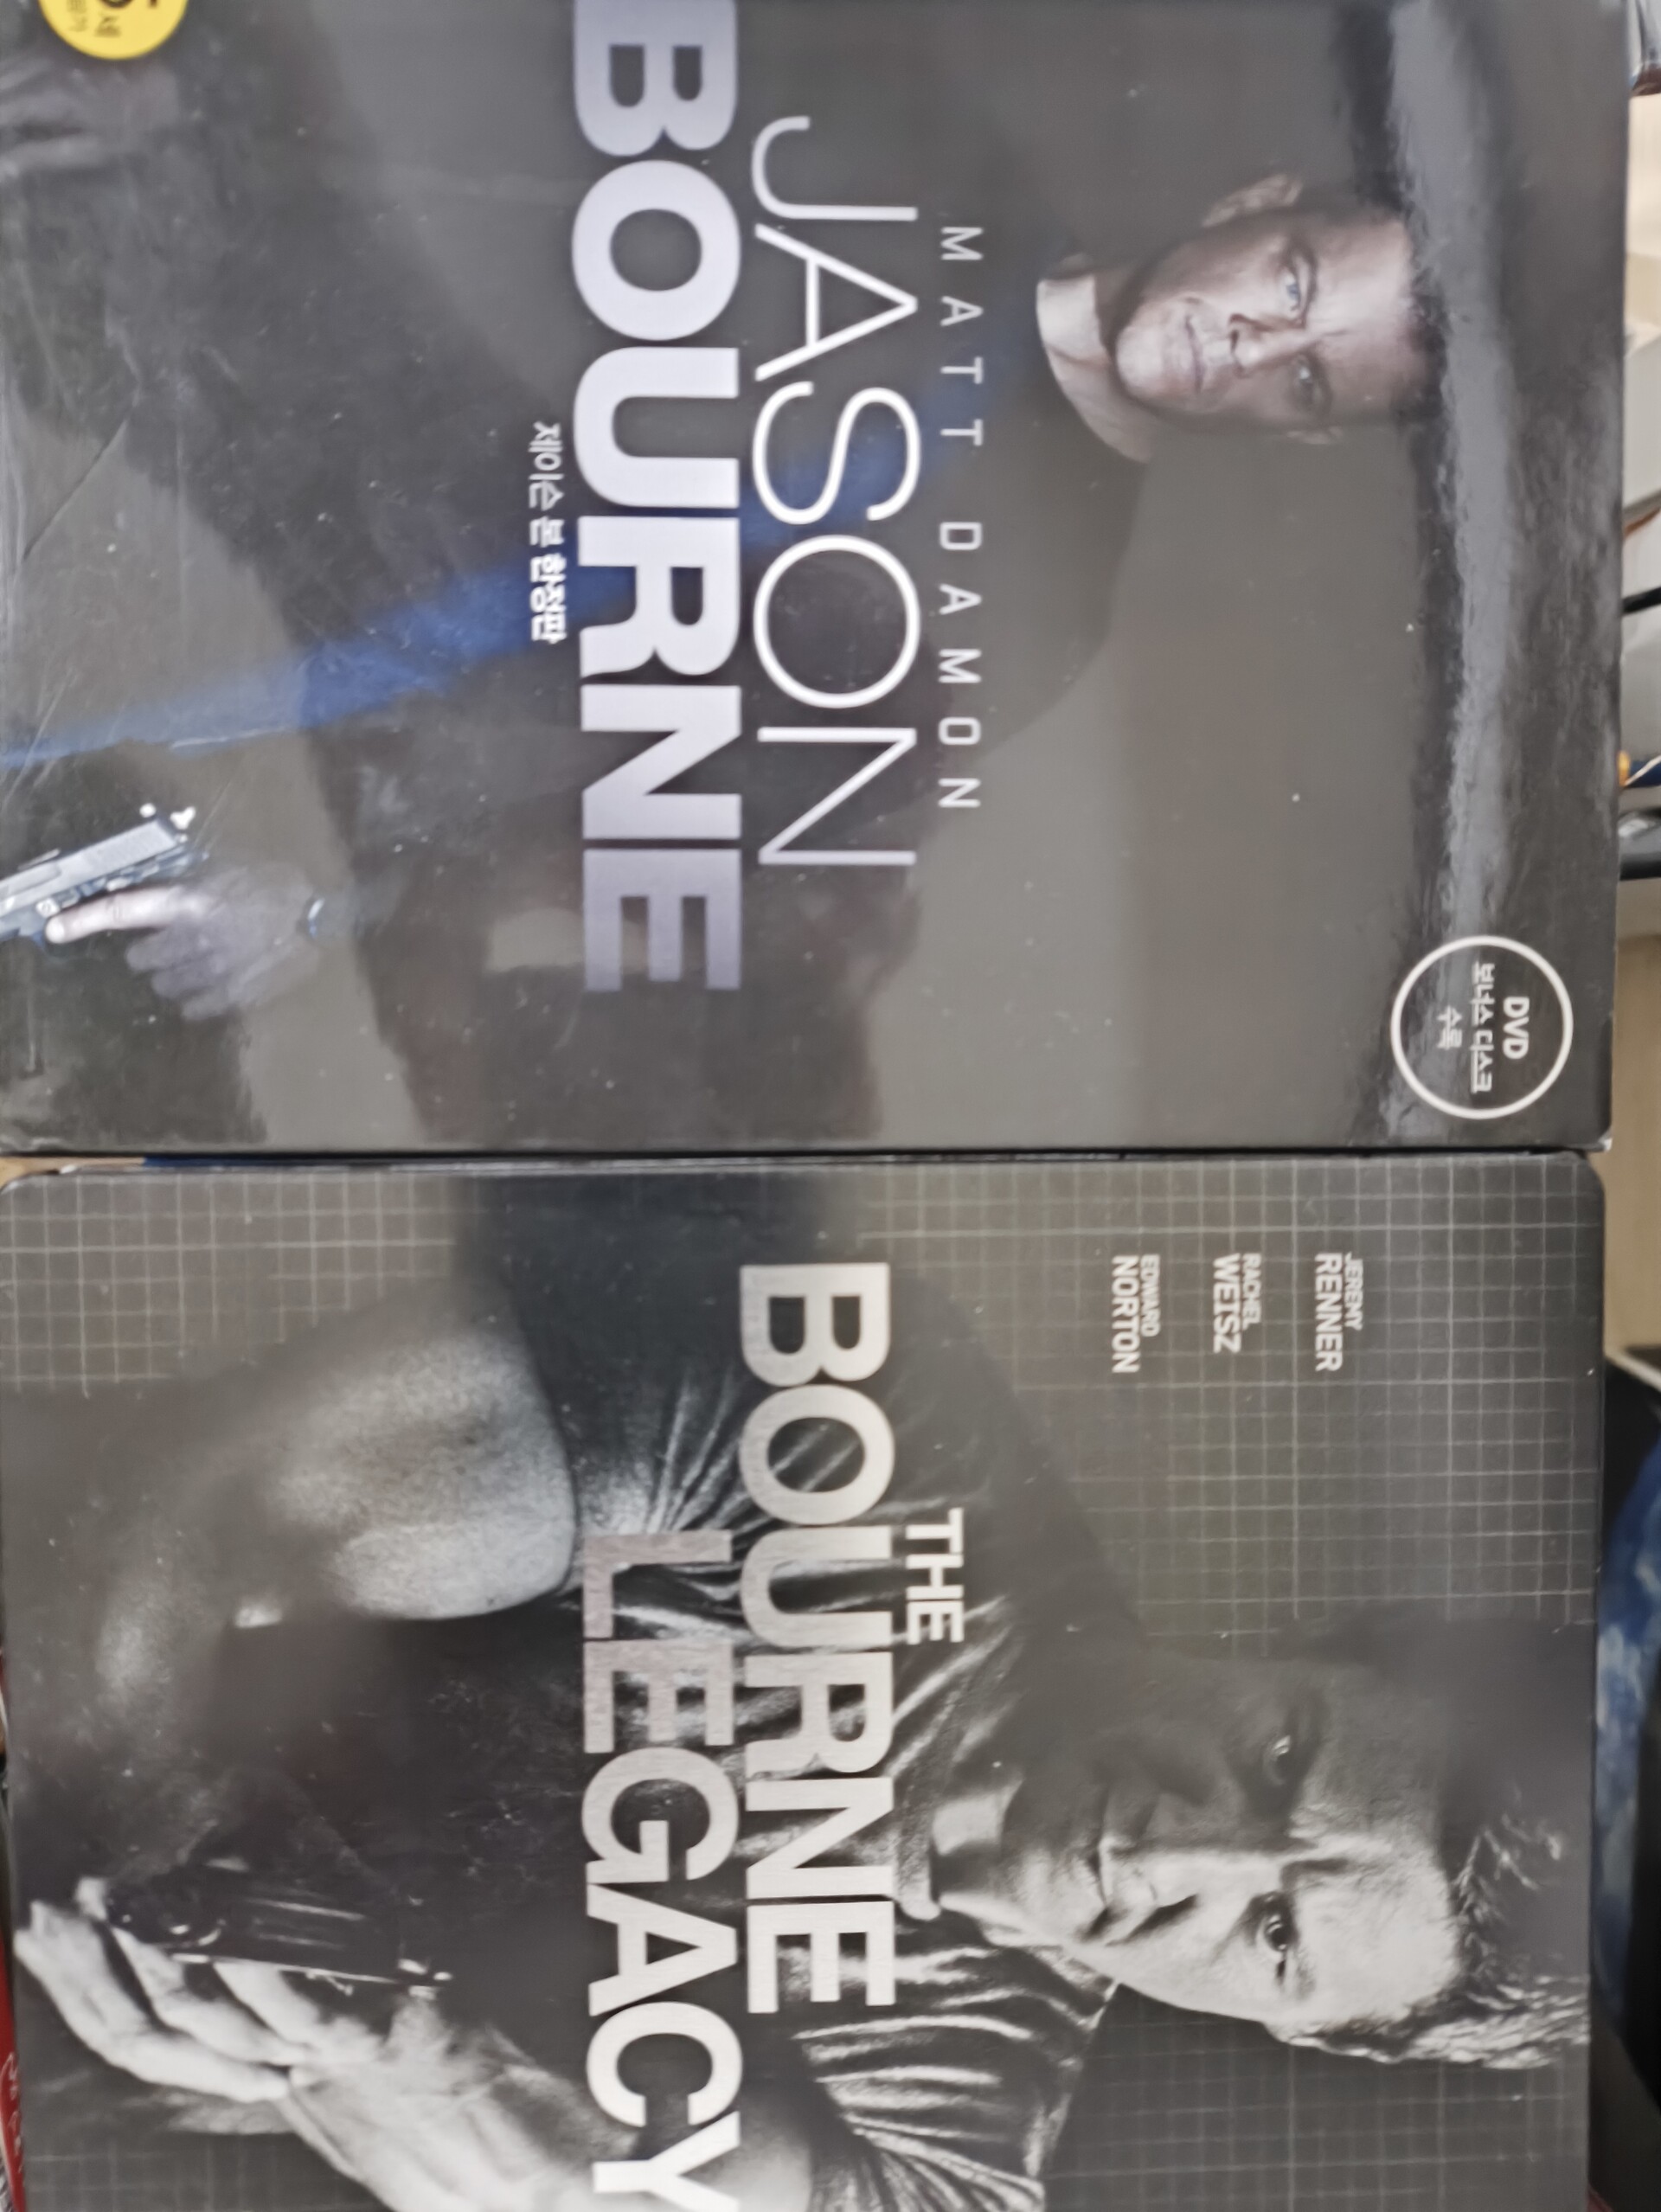 DVD
보너스 디스크
수록
MATT DAMON
JASON
BOURNE
제이슨 본 한정판
세
JEREMY
RENNER
RACHEL
WEISZ
EDWARD
NORTON
THE
BOURNE
LEGACY